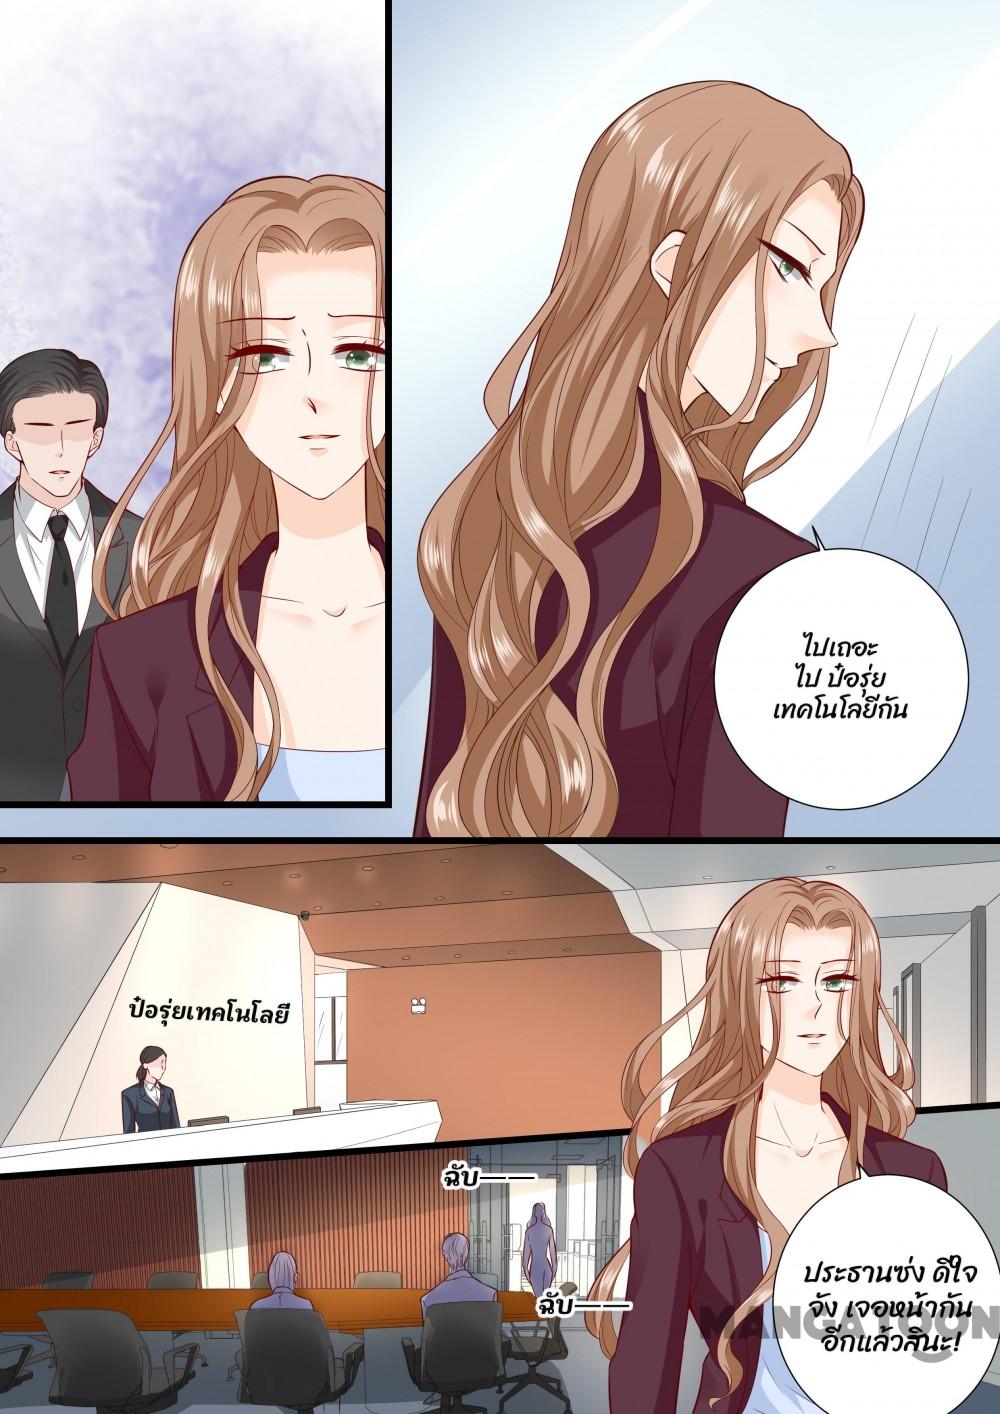 ไปเถอะ
ไป ป๋อรุ่ย
เทคโนโลยีกัน
ป๋อรุ่ยเทคโนโลยี
ฉับ——
ฉับ——
ประธานซ่ง ดีใจ
จัง เจอหน้ากัน
อีกแล้วสินะ!
MANGATOON